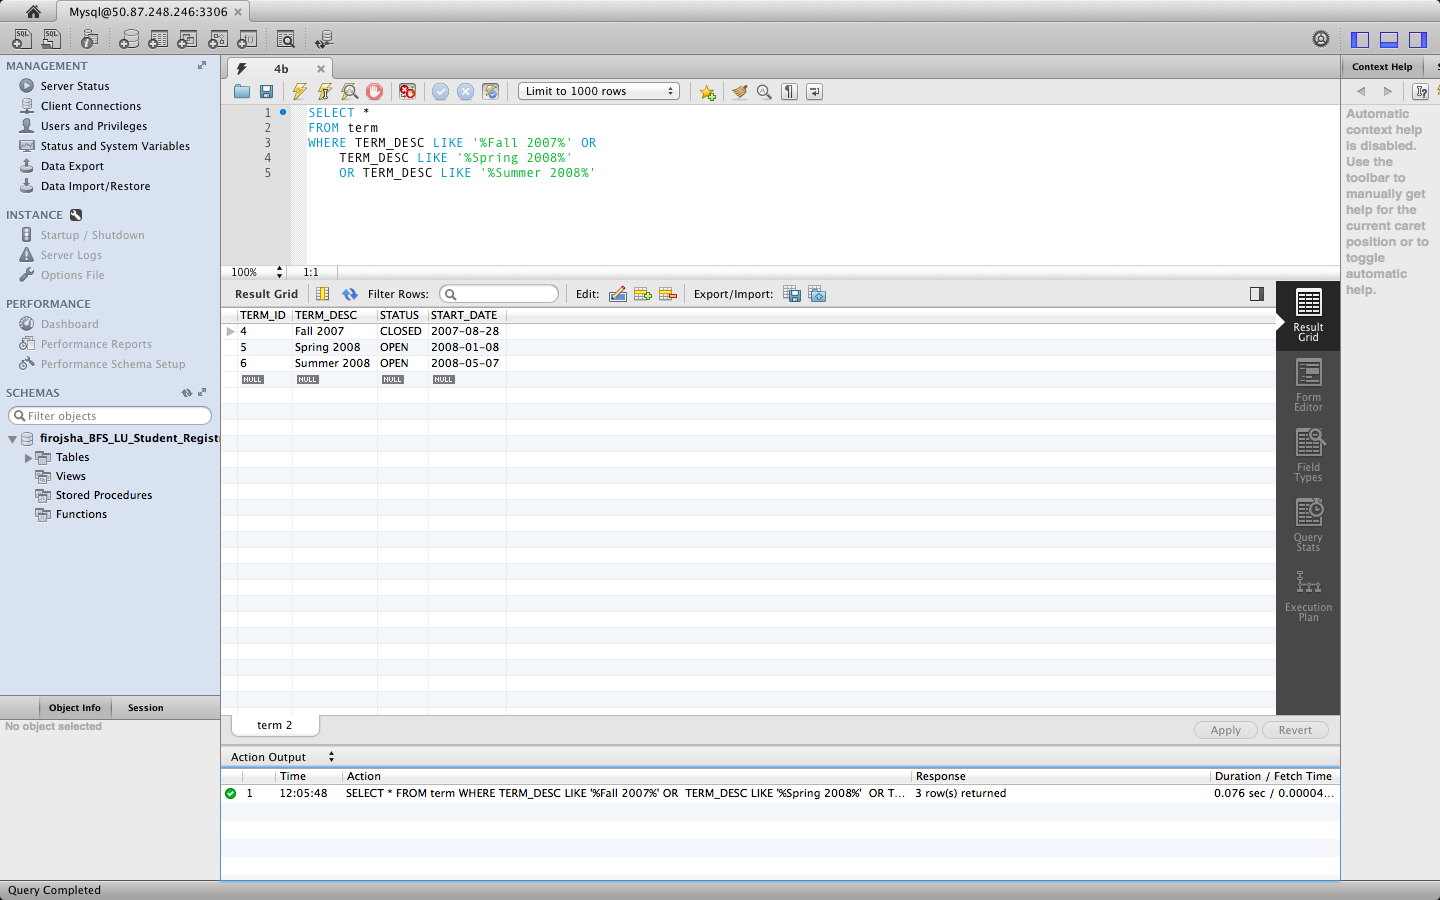 Mysql@50.87.248.246:3306
MANAGEMENT
Server Status
Client Connections
Users and Privileges
Status and System Variables
Data Export
Data Import/Restore
INSTANCE
Startup / Shutdown
Server Logs
Options File
PERFORMANCE
Dashboard
Performance Reports
Performance Schema Setup
SCHEMAS
Filter objects
firojsha_BFS_LU_Student_Registr
Tables
Views
Stored Procedures
Functions
Object Info Session
No object selected
4b
Limit to 1000 rows
1 SELECT *
2 FROM term
3 WHERE TERM_DESC LIKE '%Fall 2007%' OR
4 TERM_DESC LIKE '%Spring 2008%'
5 OR TERM_DESC LIKE '%Summer 2008%'
100% 1:1
Result Grid Filter Rows: Edit: Export/Import:
TERM_ID TERM_DESC STATUS START_DATE
4 Fall 2007 CLOSED 2007-08-28
5 Spring 2008 OPEN 2008-01-08
6 Summer 2008 OPEN 2008-05-07
NULL NULL NULL NULL
Result
Grid
Form
Editor
Field
Types
Query
Stats
Execution
Plan
term 2
Apply Revert
Action Output
Time Action Response Duration / Fetch Time
1 12:05:48 SELECT * FROM term WHERE TERM_DESC LIKE '%Fall 2007%' OR TERM_DESC LIKE '%Spring 2008%' OR T... 3 row(s) returned 0.076 sec / 0.00004...
Context Help
Automatic
context help
is disabled.
Use the
toolbar to
manually get
help for the
current caret
position or to
toggle
automatic
help.
Query Completed